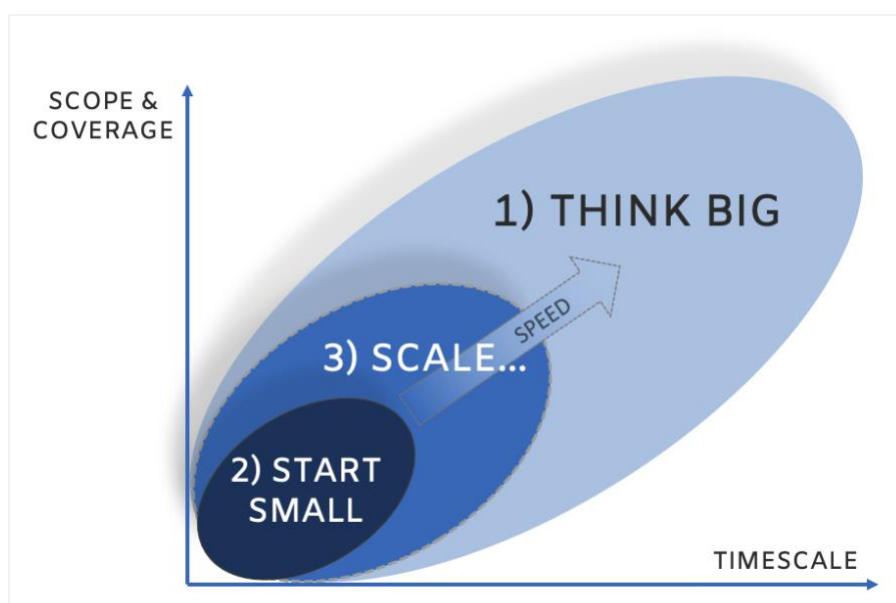 SCOPE &
COVERAGE
1) THINK BIG
SPEED
3) SCALE...
2) START
SMALL
TIMESCALE